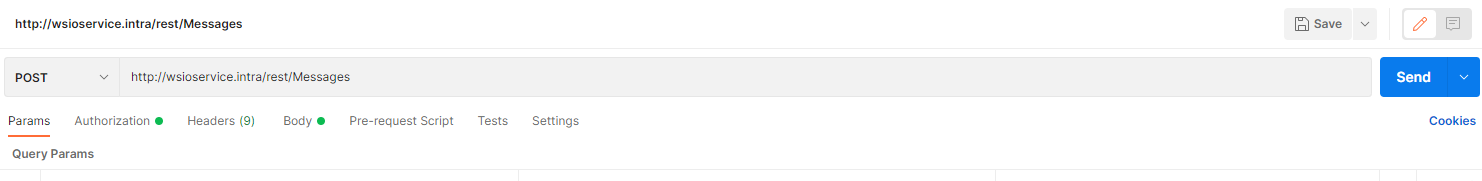 http://wsioservice.intra/rest/Messages
Save
POST
http://wsioservice.intra/rest/Messages
Send
Params Authorization Headers (9) Body Pre-request Script Tests Settings Cookies
Query Params